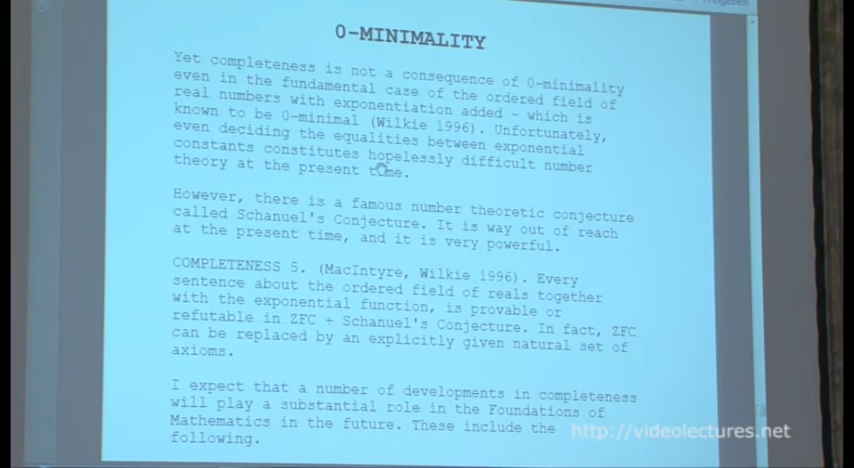 0-MINIMALITY
Yet completeness is not a consequence of 0-minimality
even in the fundamental case of the ordered field of
real numbers with exponentiation added - which is
known to be 0-minimal (Wilkie 1996). Unfortunately,
even deciding the equalities between exponential
constants constitutes hopelessly difficult number
theory at the present time.
However, there is a famous number theoretic conjecture
called Schanuel's Conjecture. It is way out of reach
at the present time, and it is very powerful.
COMPLETENESS 5. (MacIntyre, Wilkie 1996). Every
sentence about the ordered field of reals together
with the exponential function, is provable or
refutable in ZFC + Schanuel's Conjecture. In fact, ZFC
can be replaced by an explicitly given natural set of
axioms.
I expect that a number of developments in completeness
will play a substantial role in the Foundations of
Mathematics in the future. These include the
following.
http://videolectures.net